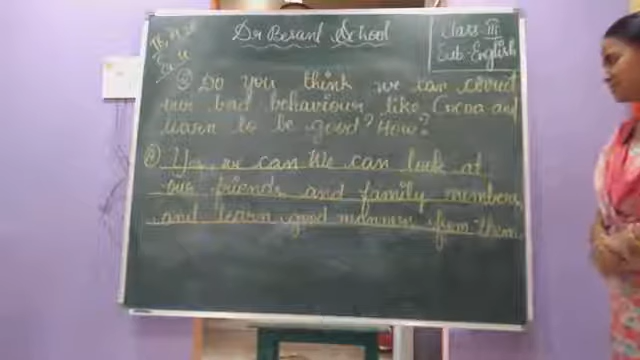 Dr Besant School
Class III
Sub-English
Do you think we can correct
our bad behaviour like Cocoa and
learn to be good? How?
Yes, we can We can look at
our friends and family members
and learn good manners from them